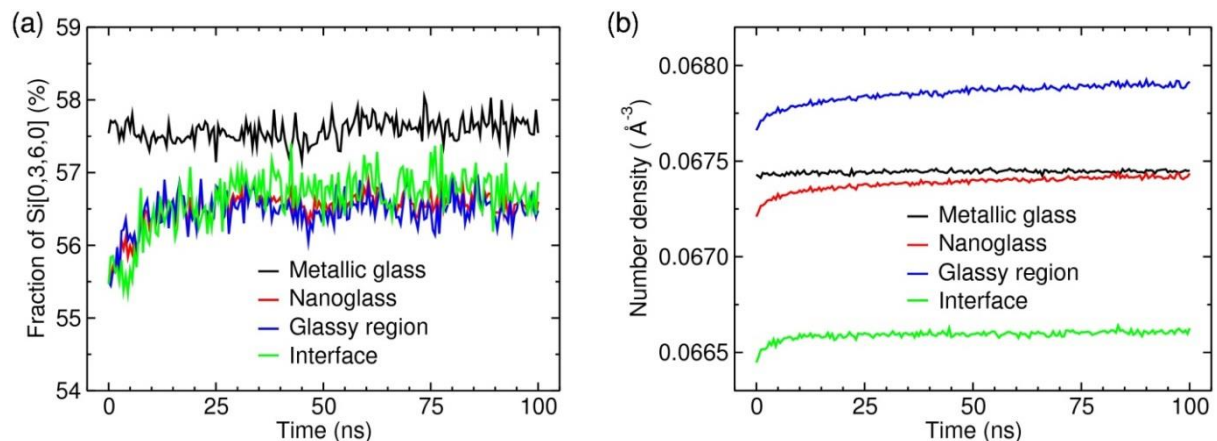 (a)
59
58
57
56
55
54
Fraction of Si[0,3,6,0] (%)
Metallic glass
Nanoglass
Glassy region
Interface
0 25 50 75 100
Time (ns)
(b)
0.0680
0.0675
0.0670
0.0665
Number density ( Å-3)
Metallic glass
Nanoglass
Glassy region
Interface
0 25 50 75 100
Time (ns)